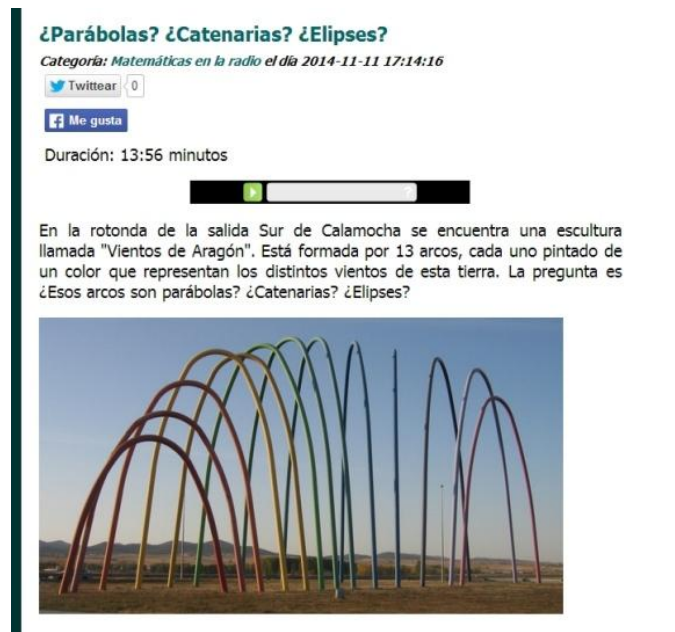 ¿Parábolas? ¿Catenarias? ¿Elipses?
Categoría: Matemáticas en la radio el día 2014-11-11 17:14:16
Twittear 0
Me gusta
Duración: 13:56 minutos
En la rotonda de la salida Sur de Calamocha se encuentra una escultura
llamada "Vientos de Aragón". Está formada por 13 arcos, cada uno pintado de
un color que representan los distintos vientos de esta tierra. La pregunta es
¿Esos arcos son parábolas? ¿Catenarias? ¿Elipses?